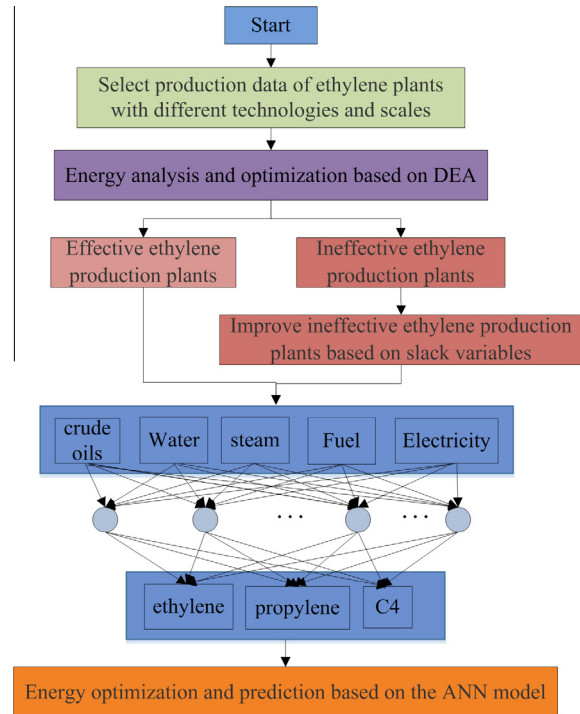 Start
Select production data of ethylene plants
with different technologies and scales
Energy analysis and optimization based on DEA
Effective ethylene
production plants
Ineffective ethylene
production plants
Improve ineffective ethylene production
plants based on slack variables
crude
oils
Water
steam
Fuel
Electricity
...
...
ethylene
propylene
C4
Energy optimization and prediction based on the ANN model